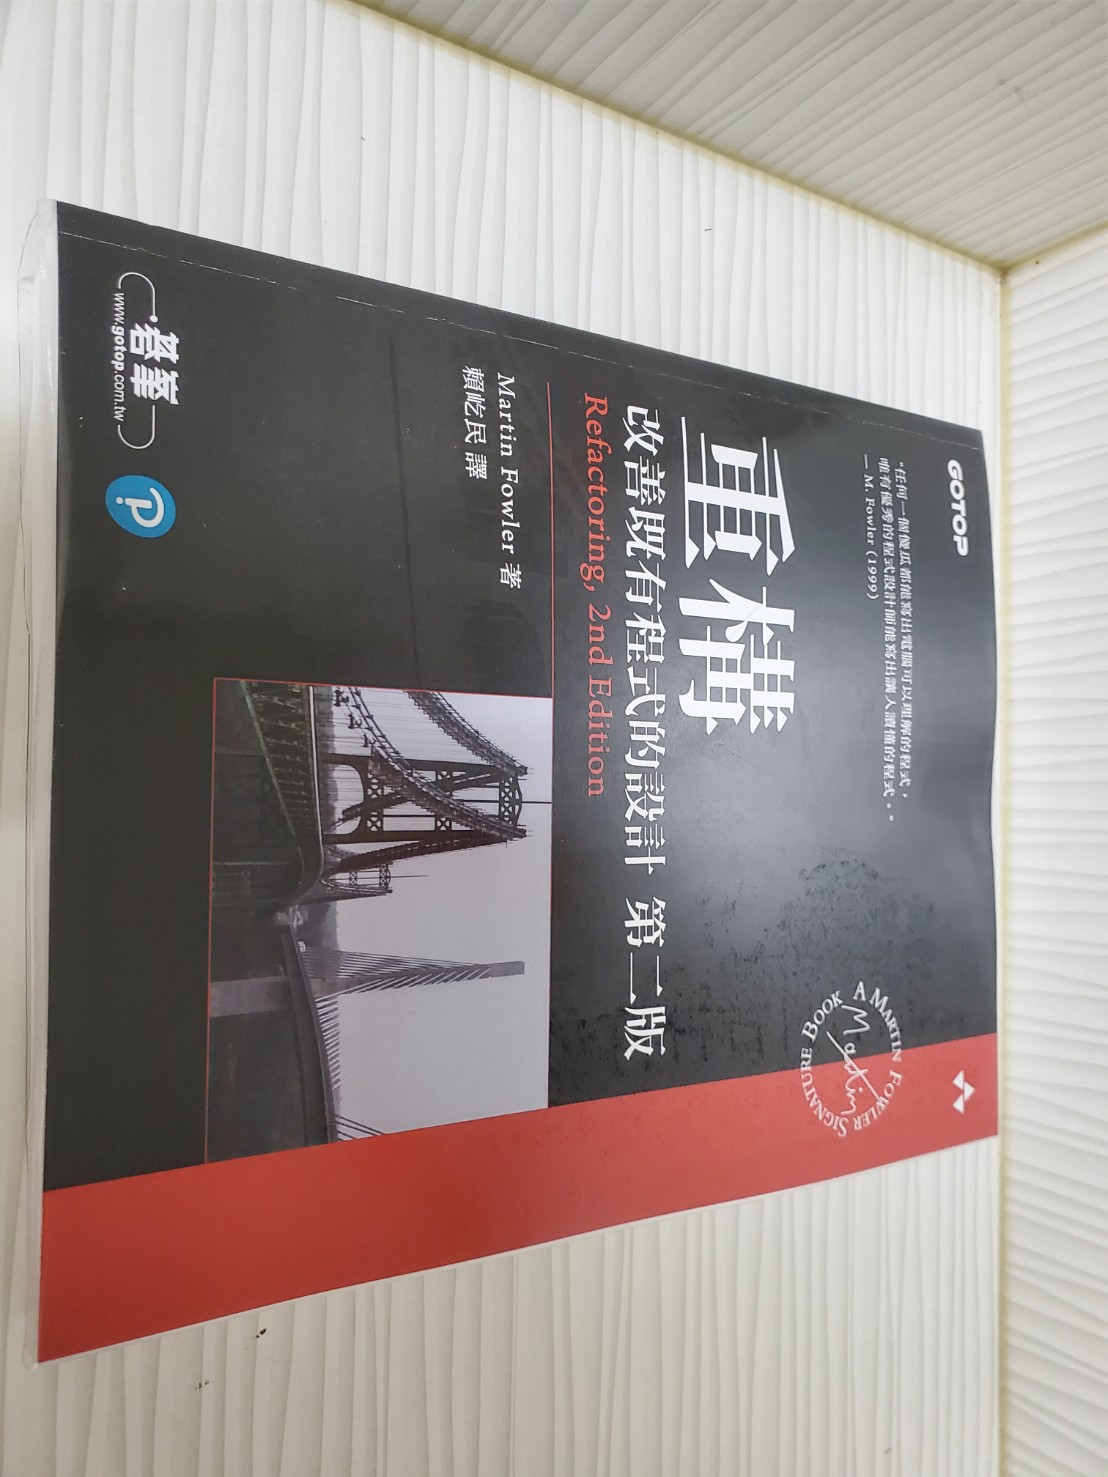 GOTOP
"任何一個傻瓜都能寫出電腦可以理解的程式，
唯有優秀的程式設計師能寫出讓人讀懂的程式。"
— M. Fowler (1999)
A MARTIN FOWLER SIGNATURE BOOK
Martin
重構
改善既有程式的設計 第二版
Refactoring, 2nd Edition
Martin Fowler 著
賴屹民 譯
碁峯
www.gotop.com.tw
P